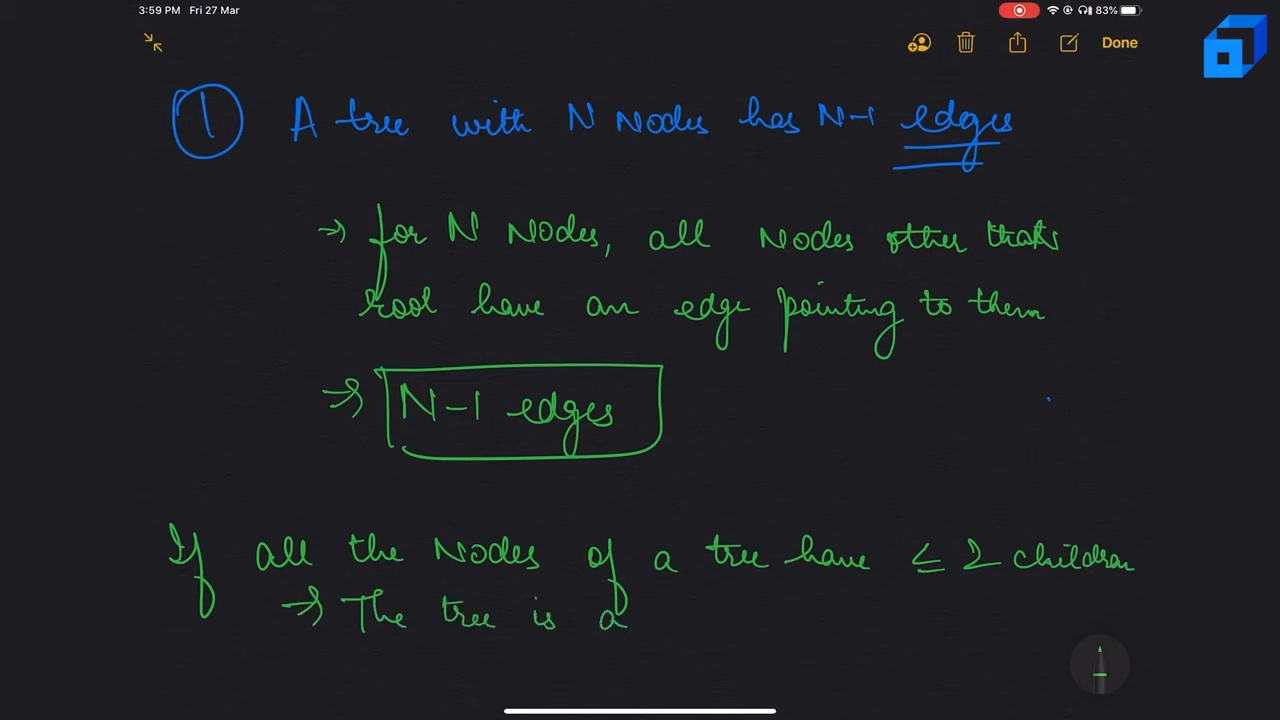 3:59 PM Fri 27 Mar 83%
Done
1 A tree with N Nodes has N-1 edges
→ for N Nodes, all Nodes other than
root have an edge pointing to them
→ N-1 edges
If all the Nodes of a tree have ≤ 2 children
→ The tree is a